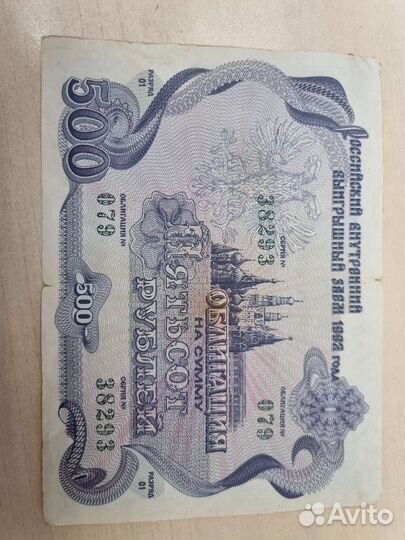 Российский внутренний
выигрышный заем 1992 года
РАЗРЯД
01
500
ОБЛИГАЦИЯ №
079
СЕРИЯ №
38293
ОБЛИГАЦИЯ
НА СУММУ
ПЯТЬСОТ
РУБЛЕЙ
500
СЕРИЯ №
38293
ОБЛИГАЦИЯ №
079
РАЗРЯД
01
Avito